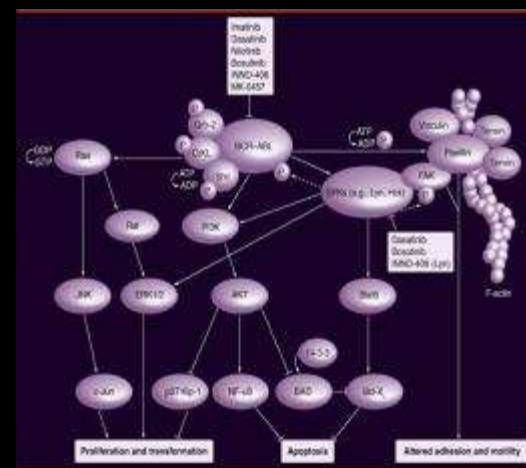 Imatinib
Dasatinib
Nilotinib
Bosutinib
INNO-406
MK-0457
P
Grb-2
Vinculin
Tensin
GDP
GTP
Ras
CrkL
BCR-ABL
ATP
ADP
P
Paxillin
Tensin
ATP
ADP
P
P
FAK
SFKs (e.g., Lyn, Hck)
P
Raf
PI3K
Dasatinib
Bosutinib
INNO-406 (Lyn)
JNK
ERK1/2
AKT
Stat5
F-actin
14-3-3
c-Jun
p27Kip-1
NF-κB
BAD
Bcl-X
Proliferation and transformation
Apoptosis
Altered adhesion and motility